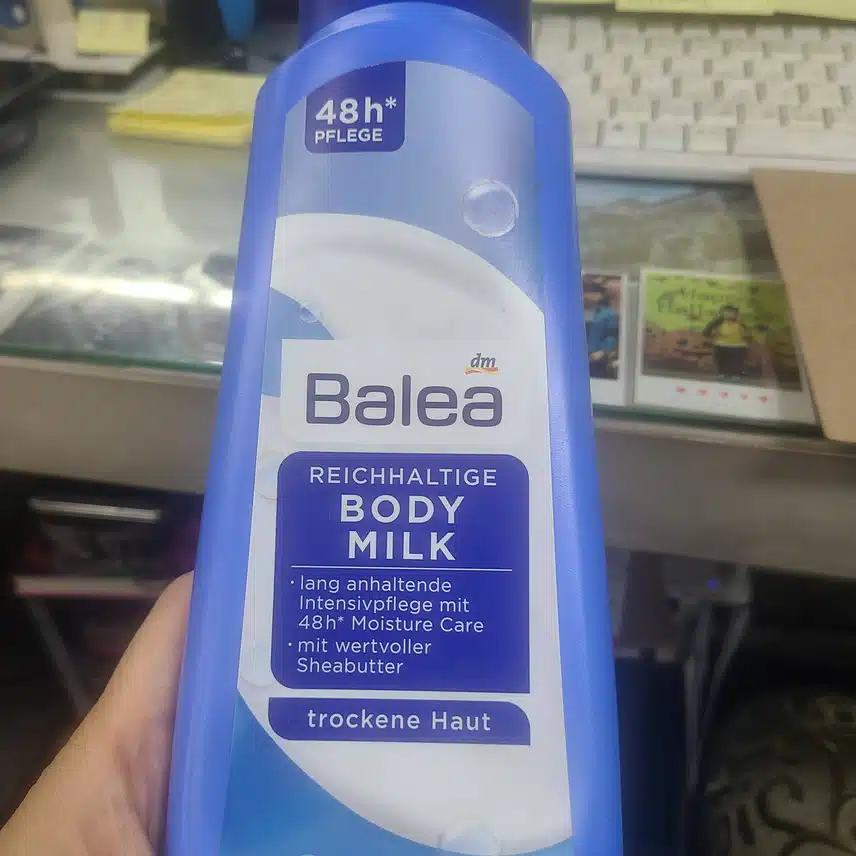 48h*
PFLEGE
dm
Balea
REICHHALTIGE
BODY
MILK
· lang anhaltende
Intensivpflege mit
48h* Moisture Care
· mit wertvoller
Sheabutter
trockene Haut